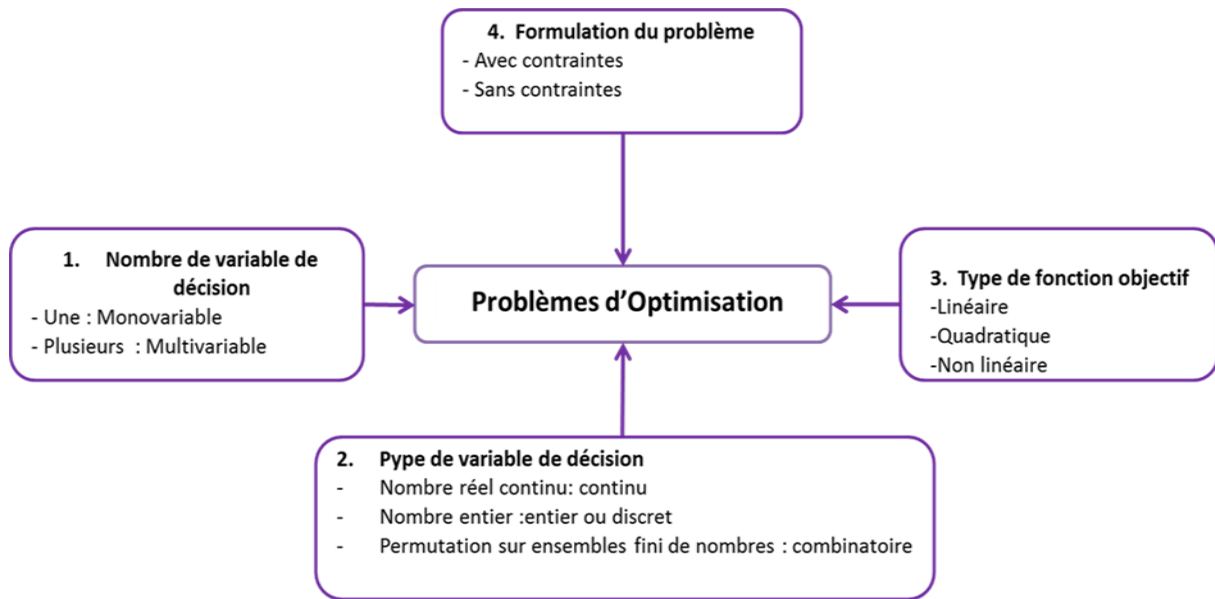 4. Formulation du problème
- Avec contraintes
- Sans contraintes
1. Nombre de variable de
décision
- Une : Monovariable
- Plusieurs : Multivariable
Problèmes d'Optimisation
3. Type de fonction objectif
-Linéaire
-Quadratique
-Non linéaire
2. Pype de variable de décision
- Nombre réel continu: continu
- Nombre entier :entier ou discret
- Permutation sur ensembles fini de nombres : combinatoire